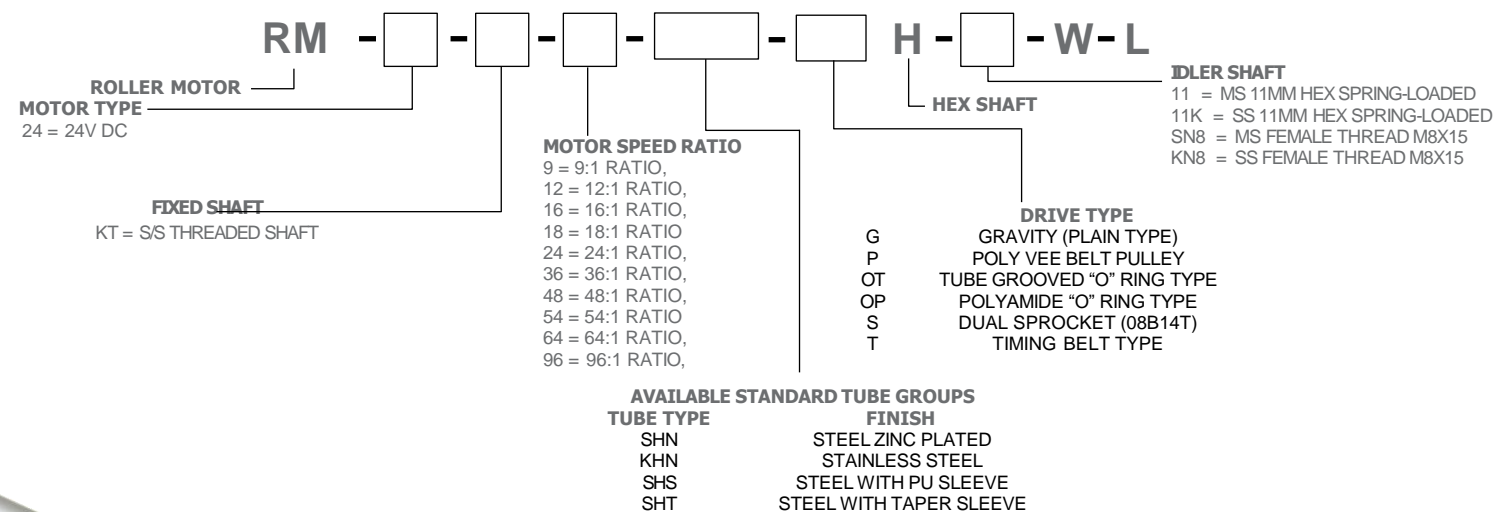 RM - - - - - H - - W - L
ROLLER MOTOR
MOTOR TYPE
24 = 24V DC
FIXED SHAFT
KT = S/S THREADED SHAFT
MOTOR SPEED RATIO
9 = 9:1 RATIO,
12 = 12:1 RATIO,
16 = 16:1 RATIO,
18 = 18:1 RATIO
24 = 24:1 RATIO,
36 = 36:1 RATIO,
48 = 48:1 RATIO,
54 = 54:1 RATIO
64 = 64:1 RATIO,
96 = 96:1 RATIO,
AVAILABLE STANDARD TUBE GROUPS
TUBE TYPE FINISH
SHN STEEL ZINC PLATED
KHN STAINLESS STEEL
SHS STEEL WITH PU SLEEVE
SHT STEEL WITH TAPER SLEEVE
HEX SHAFT
DRIVE TYPE
G GRAVITY (PLAIN TYPE)
P POLY VEE BELT PULLEY
OT TUBE GROOVED “O” RING TYPE
OP POLYAMIDE “O” RING TYPE
S DUAL SPROCKET (08B14T)
T TIMING BELT TYPE
IDLER SHAFT
11 = MS 11MM HEX SPRING-LOADED
11K = SS 11MM HEX SPRING-LOADED
SN8 = MS FEMALE THREAD M8X15
KN8 = SS FEMALE THREAD M8X15